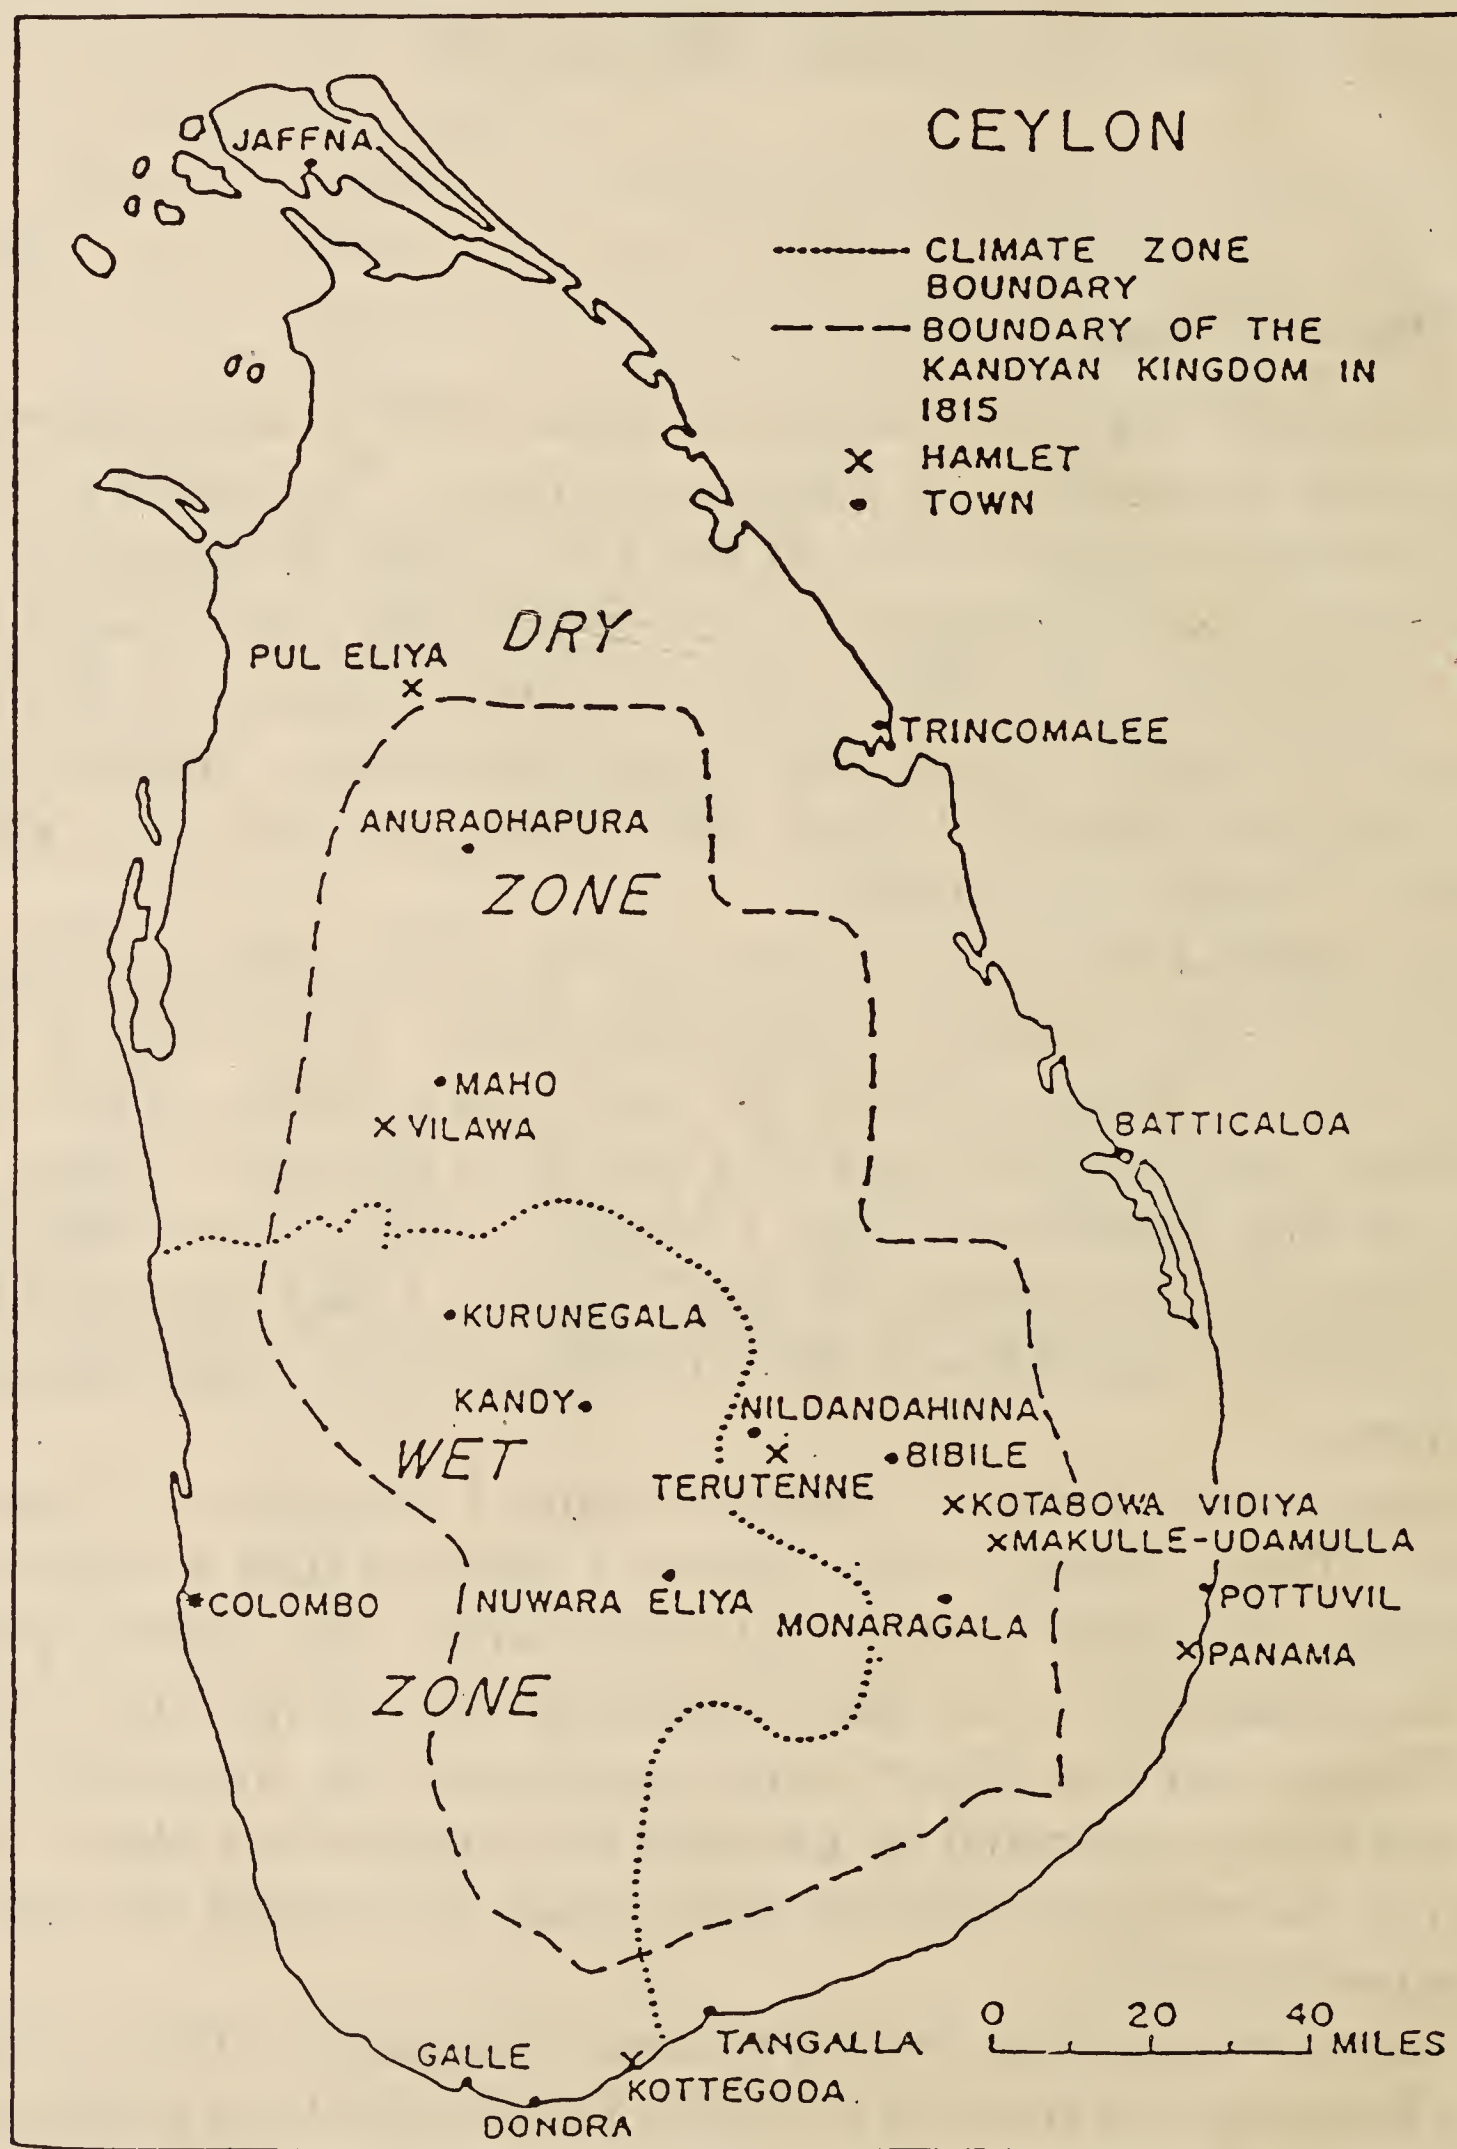 CEYLON
CLIMATE ZONE
BOUNDARY
BOUNDARY OF THE
KANDYAN KINGDOM IN
1815
HAMLET
TOWN
JAFFNA
DRY
PUL ELIYA
TRINCOMALEE
ANURADHAPURA
ZONE
MAHO
VILAWA
BATTICALOA
KURUNEGALA
KANDY
NILDANDAHINNA
WET
BIBILE
TERUTENNE
KOTABOWA VIDIYA
MAKULLE-UDAMULLA
COLOMBO
NUWARA ELIYA
POTTUVIL
MONARAGALA
PANAMA
ZONE
0 20 40
MILES
TANGALLA
GALLE
KOTTEGODA
DONDRA